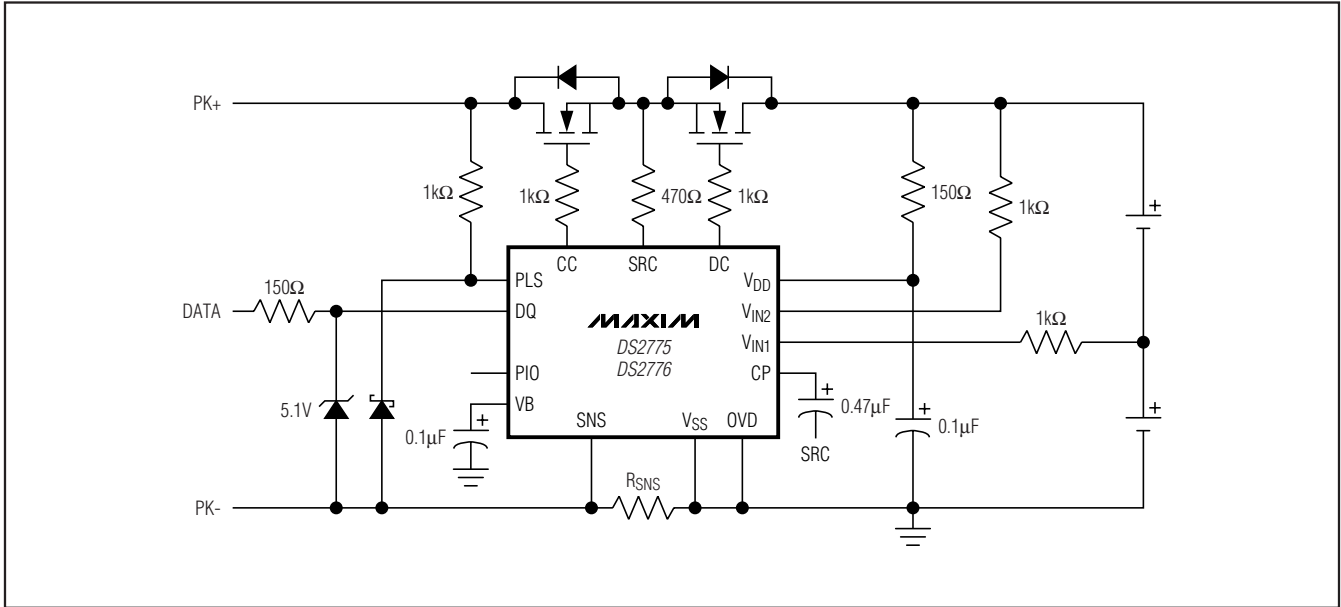 PK+
1kΩ
1kΩ
470Ω
1kΩ
150Ω
1kΩ
+
CC
SRC
DC
PLS
VDD
DATA
150Ω
DQ
VIN2
MAXIM
DS2775
DS2776
VIN1
1kΩ
PIO
CP
+
0.47µF
5.1V
VB
+
0.1µF
SNS
VSS
OVD
SRC
+
0.1µF
+
RSNS
PK-